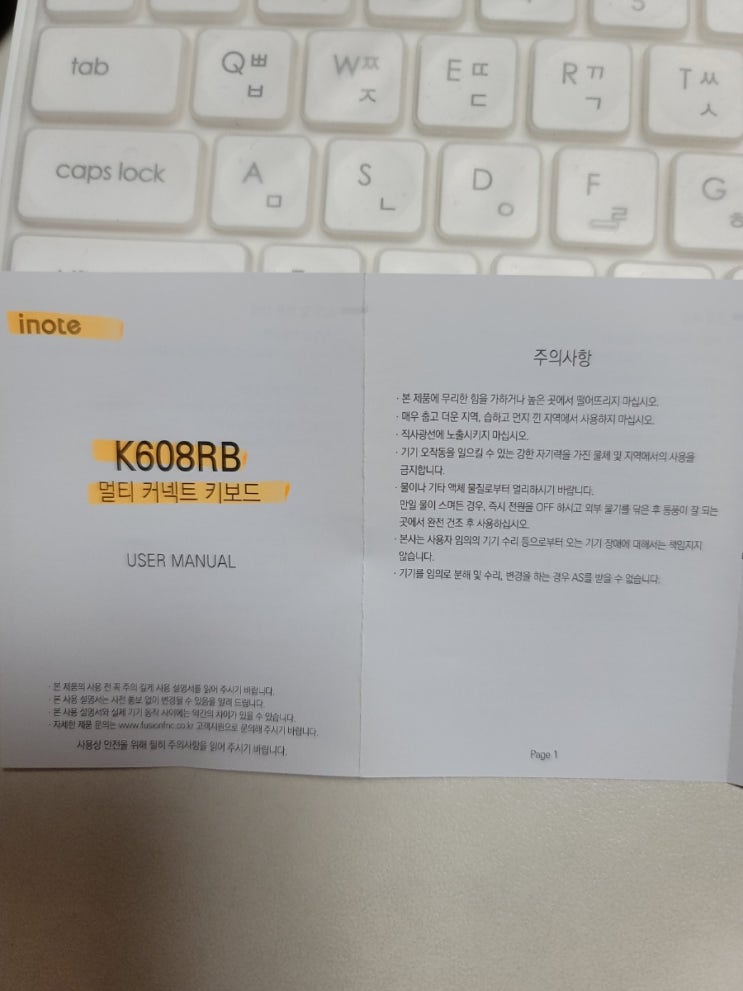 5
tab
Q ㅃ
ㅂ
W ㅉ
ㅈ
E ㄸ
ㄷ
R ㄲ
ㄱ
T ㅆ
ㅅ
caps lock
A
ㅁ
S
ㄴ
D
ㅇ
F
ㄹ
G
ㅎ
inote
K608RB
멀티 커넥트 키보드
USER MANUAL
· 본 제품의 사용 전 꼭 주의 깊게 사용 설명서를 읽어 주시기 바랍니다.
· 본 사용 설명서는 사전 통보 없이 변경될 수 있음을 알려 드립니다.
· 본 사용 설명서와 실제 기기 동작 사이에는 약간의 차이가 있을 수 있습니다.
· 자세한 제품 문의는 www.fusionfnc.co.kr 고객지원으로 문의해 주시기 바랍니다.
사용상 안전을 위해 필히 주의사항을 읽어 주시기 바랍니다.
주의사항
· 본 제품에 무리한 힘을 가하거나 높은 곳에서 떨어뜨리지 마십시오.
· 매우 춥고 더운 지역, 습하고 먼지 낀 지역에서 사용하지 마십시오.
· 직사광선에 노출시키지 마십시오.
· 기기 오작동을 일으킬 수 있는 강한 자기력을 가진 물체 및 지역에서의 사용을
금지합니다.
· 물이나 기타 액체 물질로부터 멀리하시기 바랍니다.
만일 물이 스며든 경우, 즉시 전원을 OFF 하시고 외부 물기를 닦은 후 통풍이 잘 되는
곳에서 완전 건조 후 사용하십시오.
· 본사는 사용자 임의의 기기 수리 등으로부터 오는 기기 장애에 대해서는 책임지지
않습니다.
· 기기를 임의로 분해 및 수리, 변경을 하는 경우 AS를 받을 수 없습니다.
Page 1